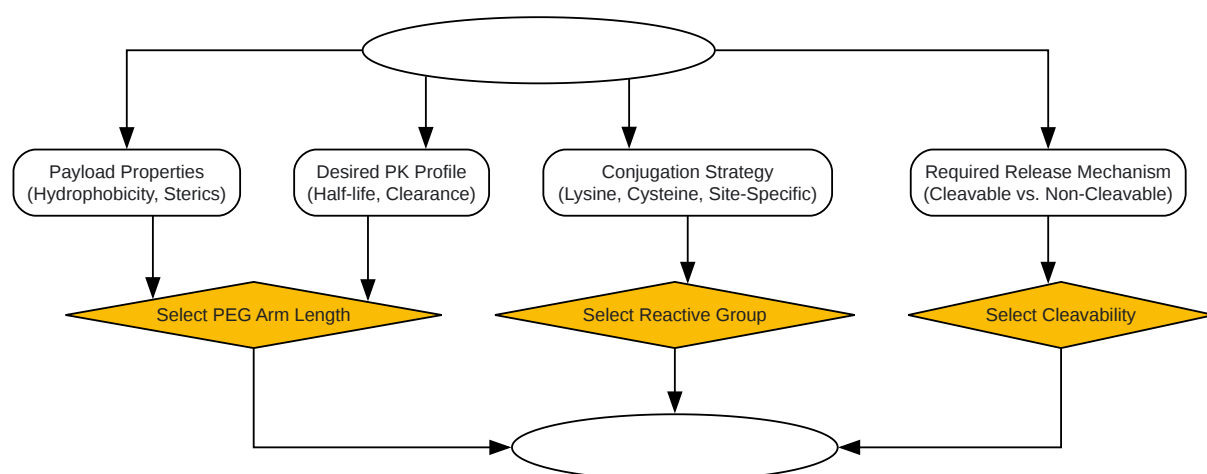 Payload Properties
(Hydrophobicity, Sterics)
Desired PK Profile
(Half-life, Clearance)
Conjugation Strategy
(Lysine, Cysteine, Site-Specific)
Required Release Mechanism
(Cleavable vs. Non-Cleavable)
Select PEG Arm Length
Select Reactive Group
Select Cleavability